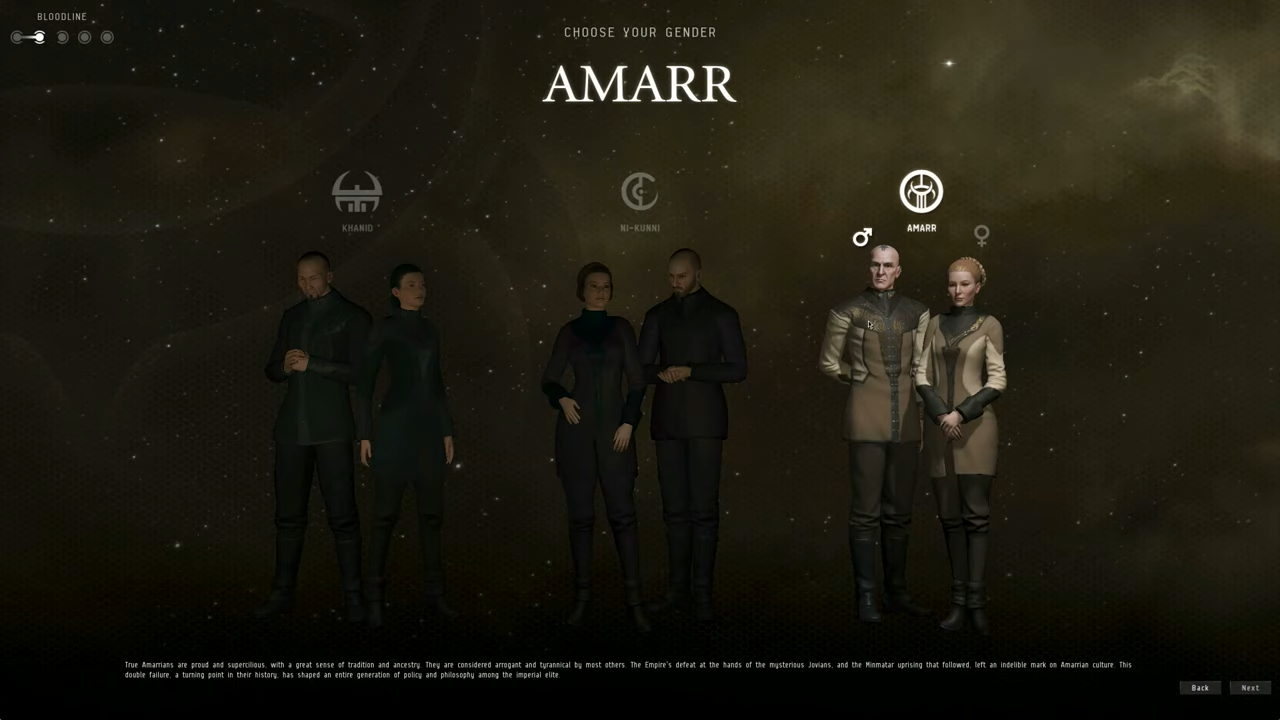 BLOODLINE
CHOOSE YOUR GENDER
AMARR
KHANID
NI-KUNNI
AMARR
True Amarrians are proud and supercilious, with a great sense of tradition and ancestry. They are considered arrogant and tyrannical by most others. The Empire's defeat at the hands of the mysterious Jovians, and the Minmatar uprising that followed, left an indelible mark on Amarrian culture. This
double failure, a turning point in their history, has shaped an entire generation of policy and philosophy among the imperial elite.
Back
Next